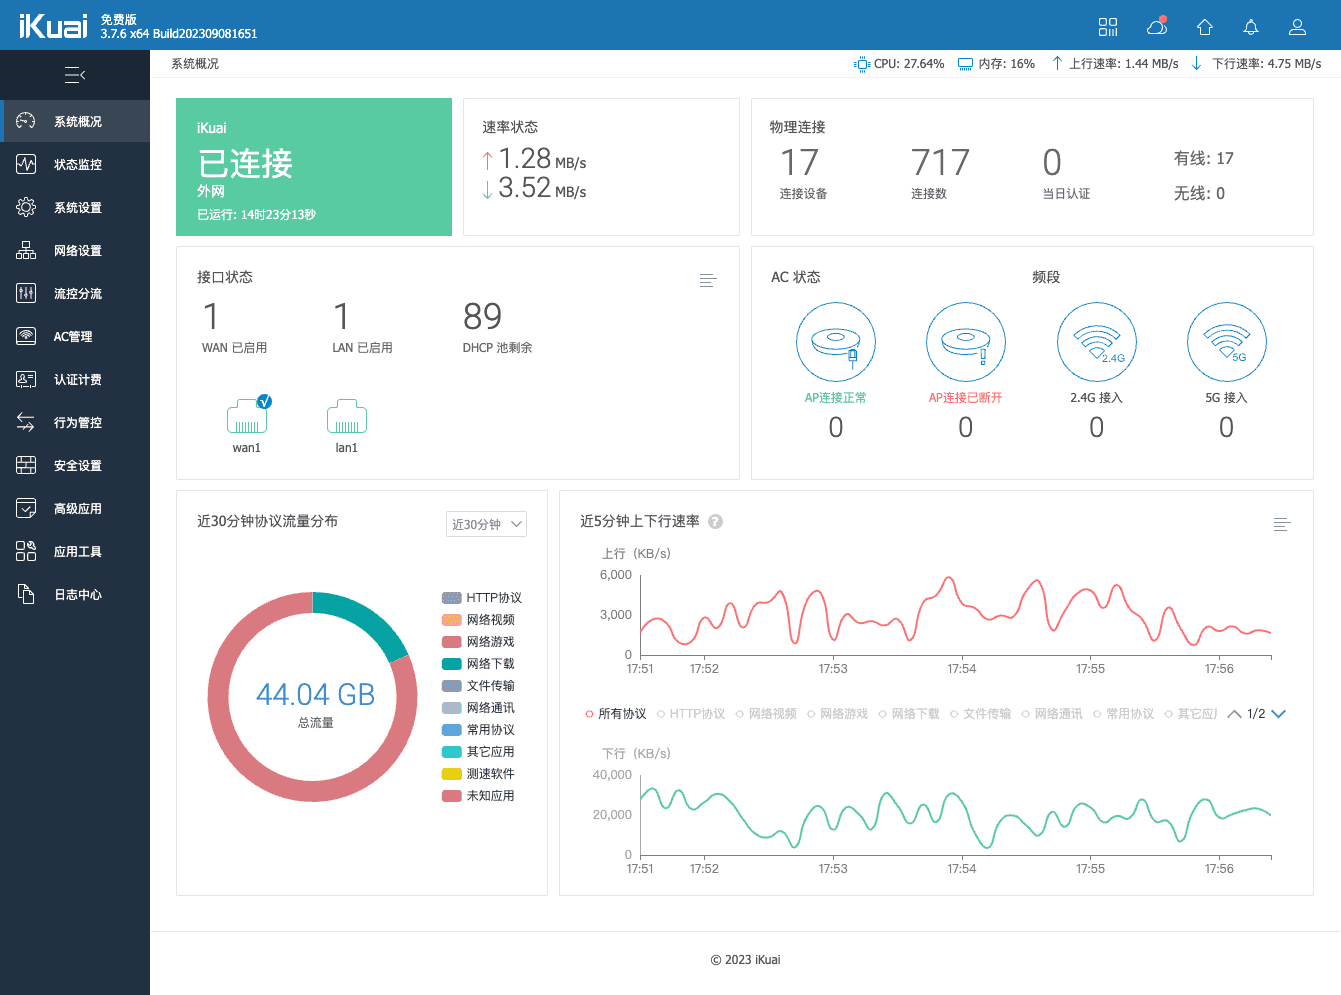 iKuai 免费版
3.7.6 x64 Build202309081651
系统概况
CPU: 27.64% 内存: 16% 上行速率: 1.44 MB/s 下行速率: 4.75 MB/s
系统概况
状态监控
系统设置
网络设置
流控分流
AC管理
认证计费
行为管控
安全设置
高级应用
应用工具
日志中心
iKuai
已连接
外网
已运行: 14时23分13秒
速率状态
1.28 MB/s
3.52 MB/s
物理连接
17 717 0
连接设备 连接数 当日认证
有线: 17
无线: 0
接口状态
1 1 89
WAN 已启用 LAN 已启用 DHCP 池剩余
wan1 lan1
AC 状态 频段
2.4G 5G
AP连接正常 AP连接已断开 2.4G 接入 5G 接入
0 0 0 0
近30分钟协议流量分布 近30分钟
44.04 GB
总流量
HTTP协议
网络视频
网络游戏
网络下载
文件传输
网络通讯
常用协议
其它应用
测速软件
未知应用
近5分钟上下行速率 ?
上行（KB/s）
6,000
3,000
0
17:51 17:52 17:53 17:54 17:55 17:56
所有协议 HTTP协议 网络视频 网络游戏 网络下载 文件传输 网络通讯 常用协议 其它应 1/2
下行（KB/s）
40,000
20,000
0
17:51 17:52 17:53 17:54 17:55 17:56
© 2023 iKuai